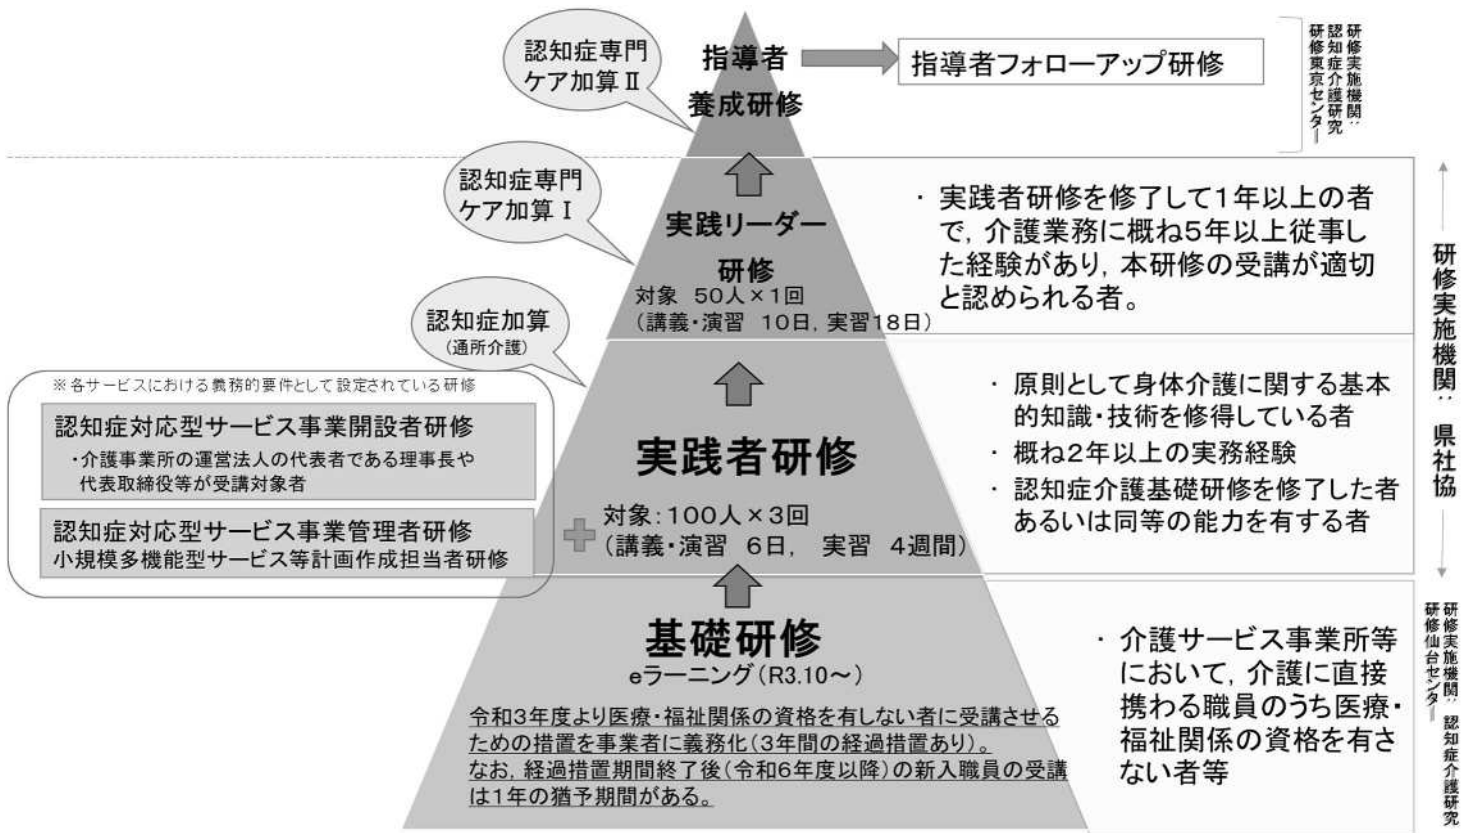 認知症専門
ケア加算Ⅱ
指導者
養成研修
指導者フォローアップ研修
研修実施機関：
認知症介護研究
研修東京センター
認知症専門
ケア加算Ⅰ
実践リーダー
研修
対象　50人×1回
（講義・演習　10日，実習18日）
・ 実践者研修を修了して１年以上の者
で，介護業務に概ね５年以上従事し
た経験があり，本研修の受講が適切
と認められる者。
研修実施機関：　県社協
認知症加算
（通所介護）
※各サービスにおける義務的要件として設定されている研修
認知症対応型サービス事業開設者研修
・介護事業所の運営法人の代表者である理事長や
代表取締役等が受講対象者
認知症対応型サービス事業管理者研修
小規模多機能型サービス等計画作成担当者研修
実践者研修
対象：100人×3回
（講義・演習　6日，　実習　4週間）
・ 原則として身体介護に関する基本
的知識・技術を修得している者
・ 概ね２年以上の実務経験
・ 認知症介護基礎研修を修了した者
あるいは同等の能力を有する者
基礎研修
eラーニング（R3.10～）
令和３年度より医療・福祉関係の資格を有しない者に受講させる
ための措置を事業者に義務化（３年間の経過措置あり）。
なお，経過措置期間終了後（令和６年度以降）の新入職員の受講
は１年の猶予期間がある。
・ 介護サービス事業所等
において，介護に直接
携わる職員のうち医療・
福祉関係の資格を有さ
ない者等
研修実施機関：　認知症介護研究
研修仙台センター